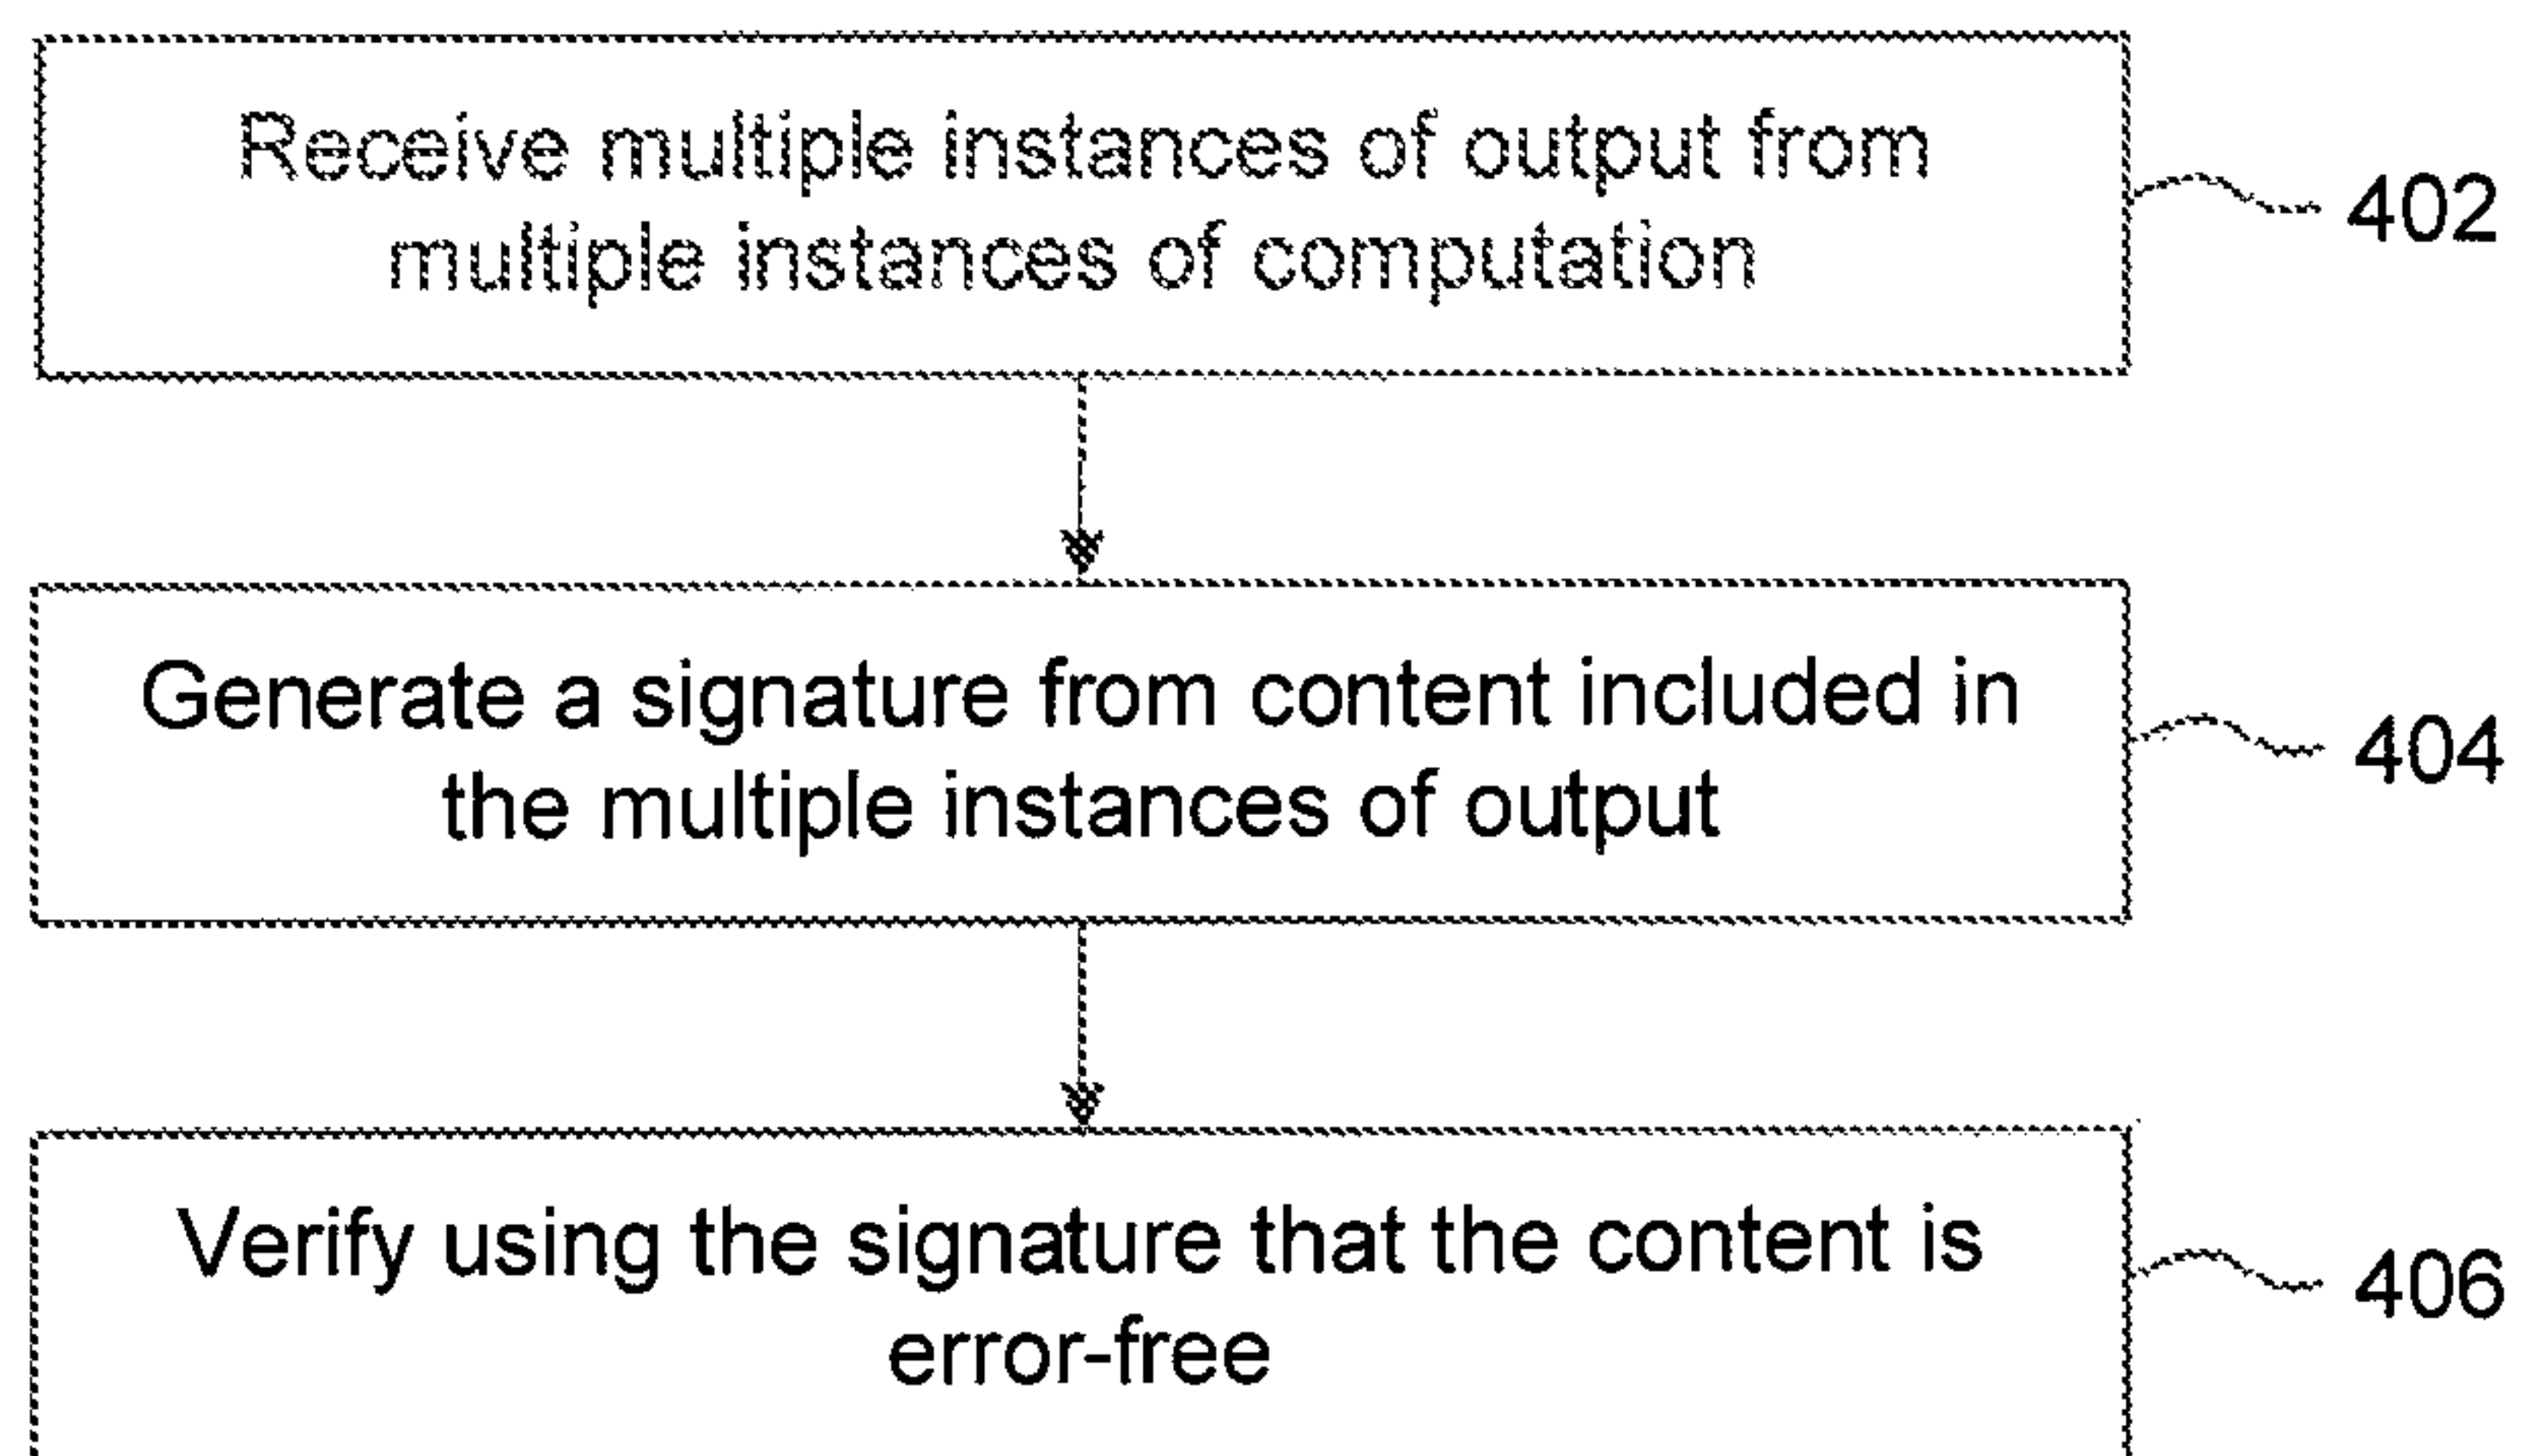 Receive multiple instances of output from
multiple instances of computation
402
Generate a signature from content included in
the multiple instances of output
404
Verify using the signature that the content is
error-free
406